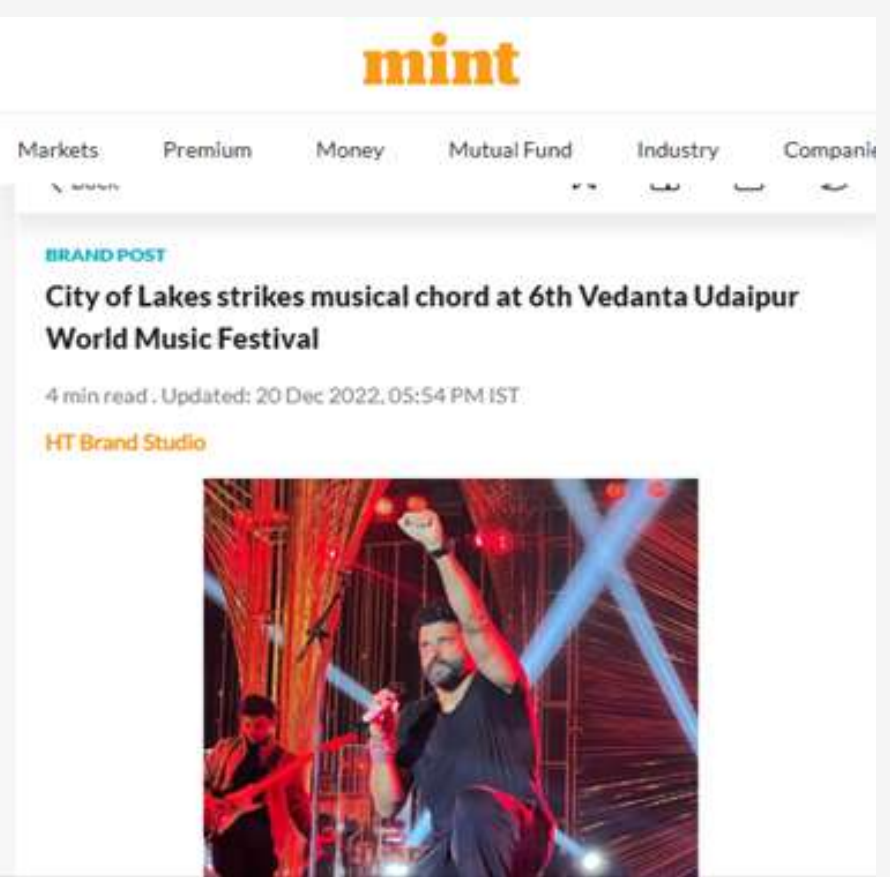 mint
Markets Premium Money Mutual Fund Industry Companie
BRAND POST
City of Lakes strikes musical chord at 6th Vedanta Udaipur
World Music Festival
4 min read . Updated: 20 Dec 2022, 05:54 PM IST
HT Brand Studio